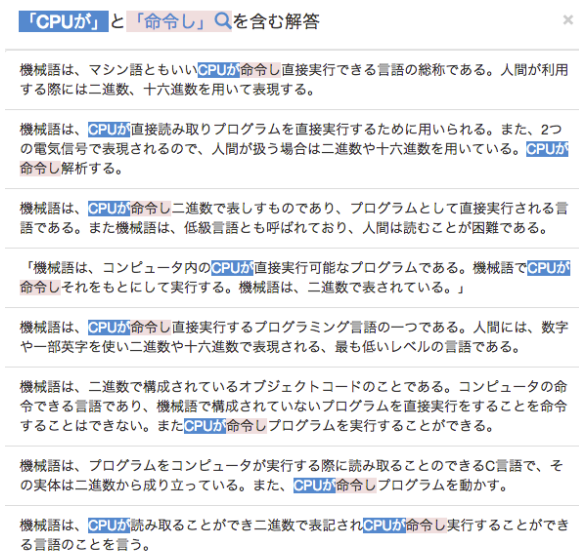 「CPUが」と「命令し」を含む解答 ×
機械語は、マシン語ともいいCPUが命令し直接実行できる言語の総称である。人間が利用
する際には二進数、十六進数を用いて表現する。
機械語は、CPUが直接読み取りプログラムを直接実行するために用いられる。また、2つ
の電気信号で表現されるので、人間が扱う場合は二進数や十六進数を用いている。CPUが
命令し解析する。
機械語は、CPUが命令し二進数で表しすものであり、プログラムとして直接実行される言
語である。また機械語は、低級言語とも呼ばれており、人間は読むことが困難である。
「機械語は、コンピュータ内のCPUが直接実行可能なプログラムである。機械語でCPUが
命令しそれをもとにして実行する。機械語は、二進数で表されている。」
機械語は、CPUが命令し直接実行するプログラミング言語の一つである。人間には、数字
や一部英字を使い二進数や十六進数で表現される、最も低いレベルの言語である。
機械語は、二進数で構成されているオブジェクトコードのことである。コンピュータの命
令できる言語であり、機械語で構成されていないプログラムを直接実行をすることを命令
することはできない。またCPUが命令しプログラムを実行することができる。
機械語は、プログラムをコンピュータが実行する際に読み取ることのできるC言語で、そ
の実体は二進数から成り立っている。また、CPUが命令しプログラムを動かす。
機械語は、CPUが読み取ることができ二進数で表記されCPUが命令し実行することができ
る言語のことを言う。